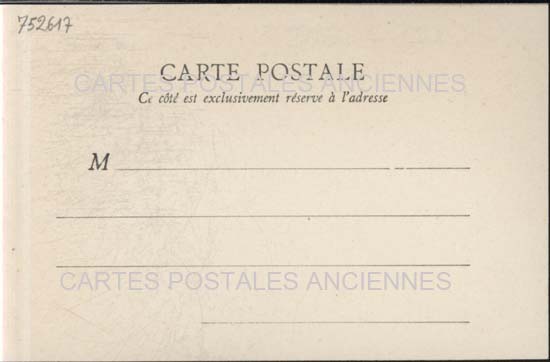 752617
CARTE POSTALE
CARTES POSTALES ANCIENNES
Ce côté est exclusivement réservé à l'adresse
M
CARTES POSTALES ANCIENNES